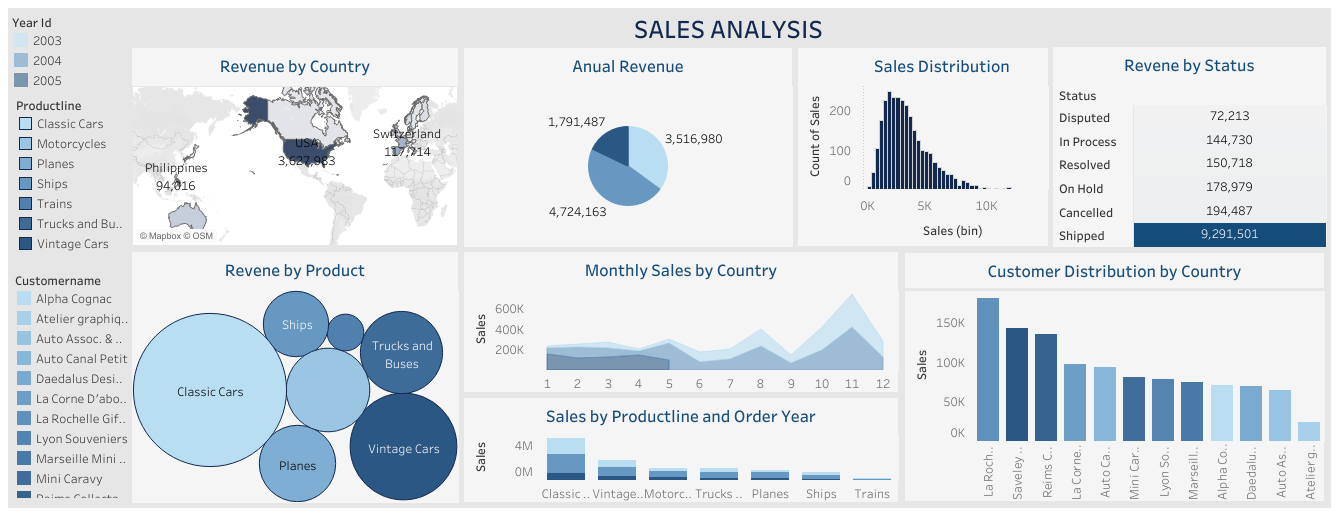 SALES ANALYSIS
Year Id
2003
2004
2005
Productline
Classic Cars
Motorcycles
Planes
Ships
Trains
Trucks and Bu..
Vintage Cars
Customername
Alpha Cognac
Atelier graphiq..
Auto Assoc. & ..
Auto Canal Petit
Daedalus Desi..
La Corne D'abo..
La Rochelle Gif..
Lyon Souveniers
Marseille Mini ..
Mini Caravy
Revenue by Country
Switzerland
117,714
USA
3,627,983
Philippines
94,016
© Mapbox © OSM
Anual Revenue
1,791,487
3,516,980
4,724,163
Sales Distribution
Count of Sales
200
100
0
0K 5K 10K
Sales (bin)
Revene by Status
Status
Disputed 72,213
In Process 144,730
Resolved 150,718
On Hold 178,979
Cancelled 194,487
Shipped 9,291,501
Revene by Product
Ships
Trucks and
Buses
Classic Cars
Vintage Cars
Planes
Monthly Sales by Country
Sales
600K
400K
200K
1 2 3 4 5 6 7 8 9 10 11 12
Sales by Productline and Order Year
Sales
4M
0M
Classic .. Vintage.. Motorc.. Trucks .. Planes Ships Trains
Customer Distribution by Country
Sales
150K
100K
50K
0K
La Roch..
Saveley ..
Reims C..
La Corne..
Auto Ca..
Mini Car..
Lyon So..
Marseill..
Alpha Co..
Daedalu..
Auto As..
Atelier g..